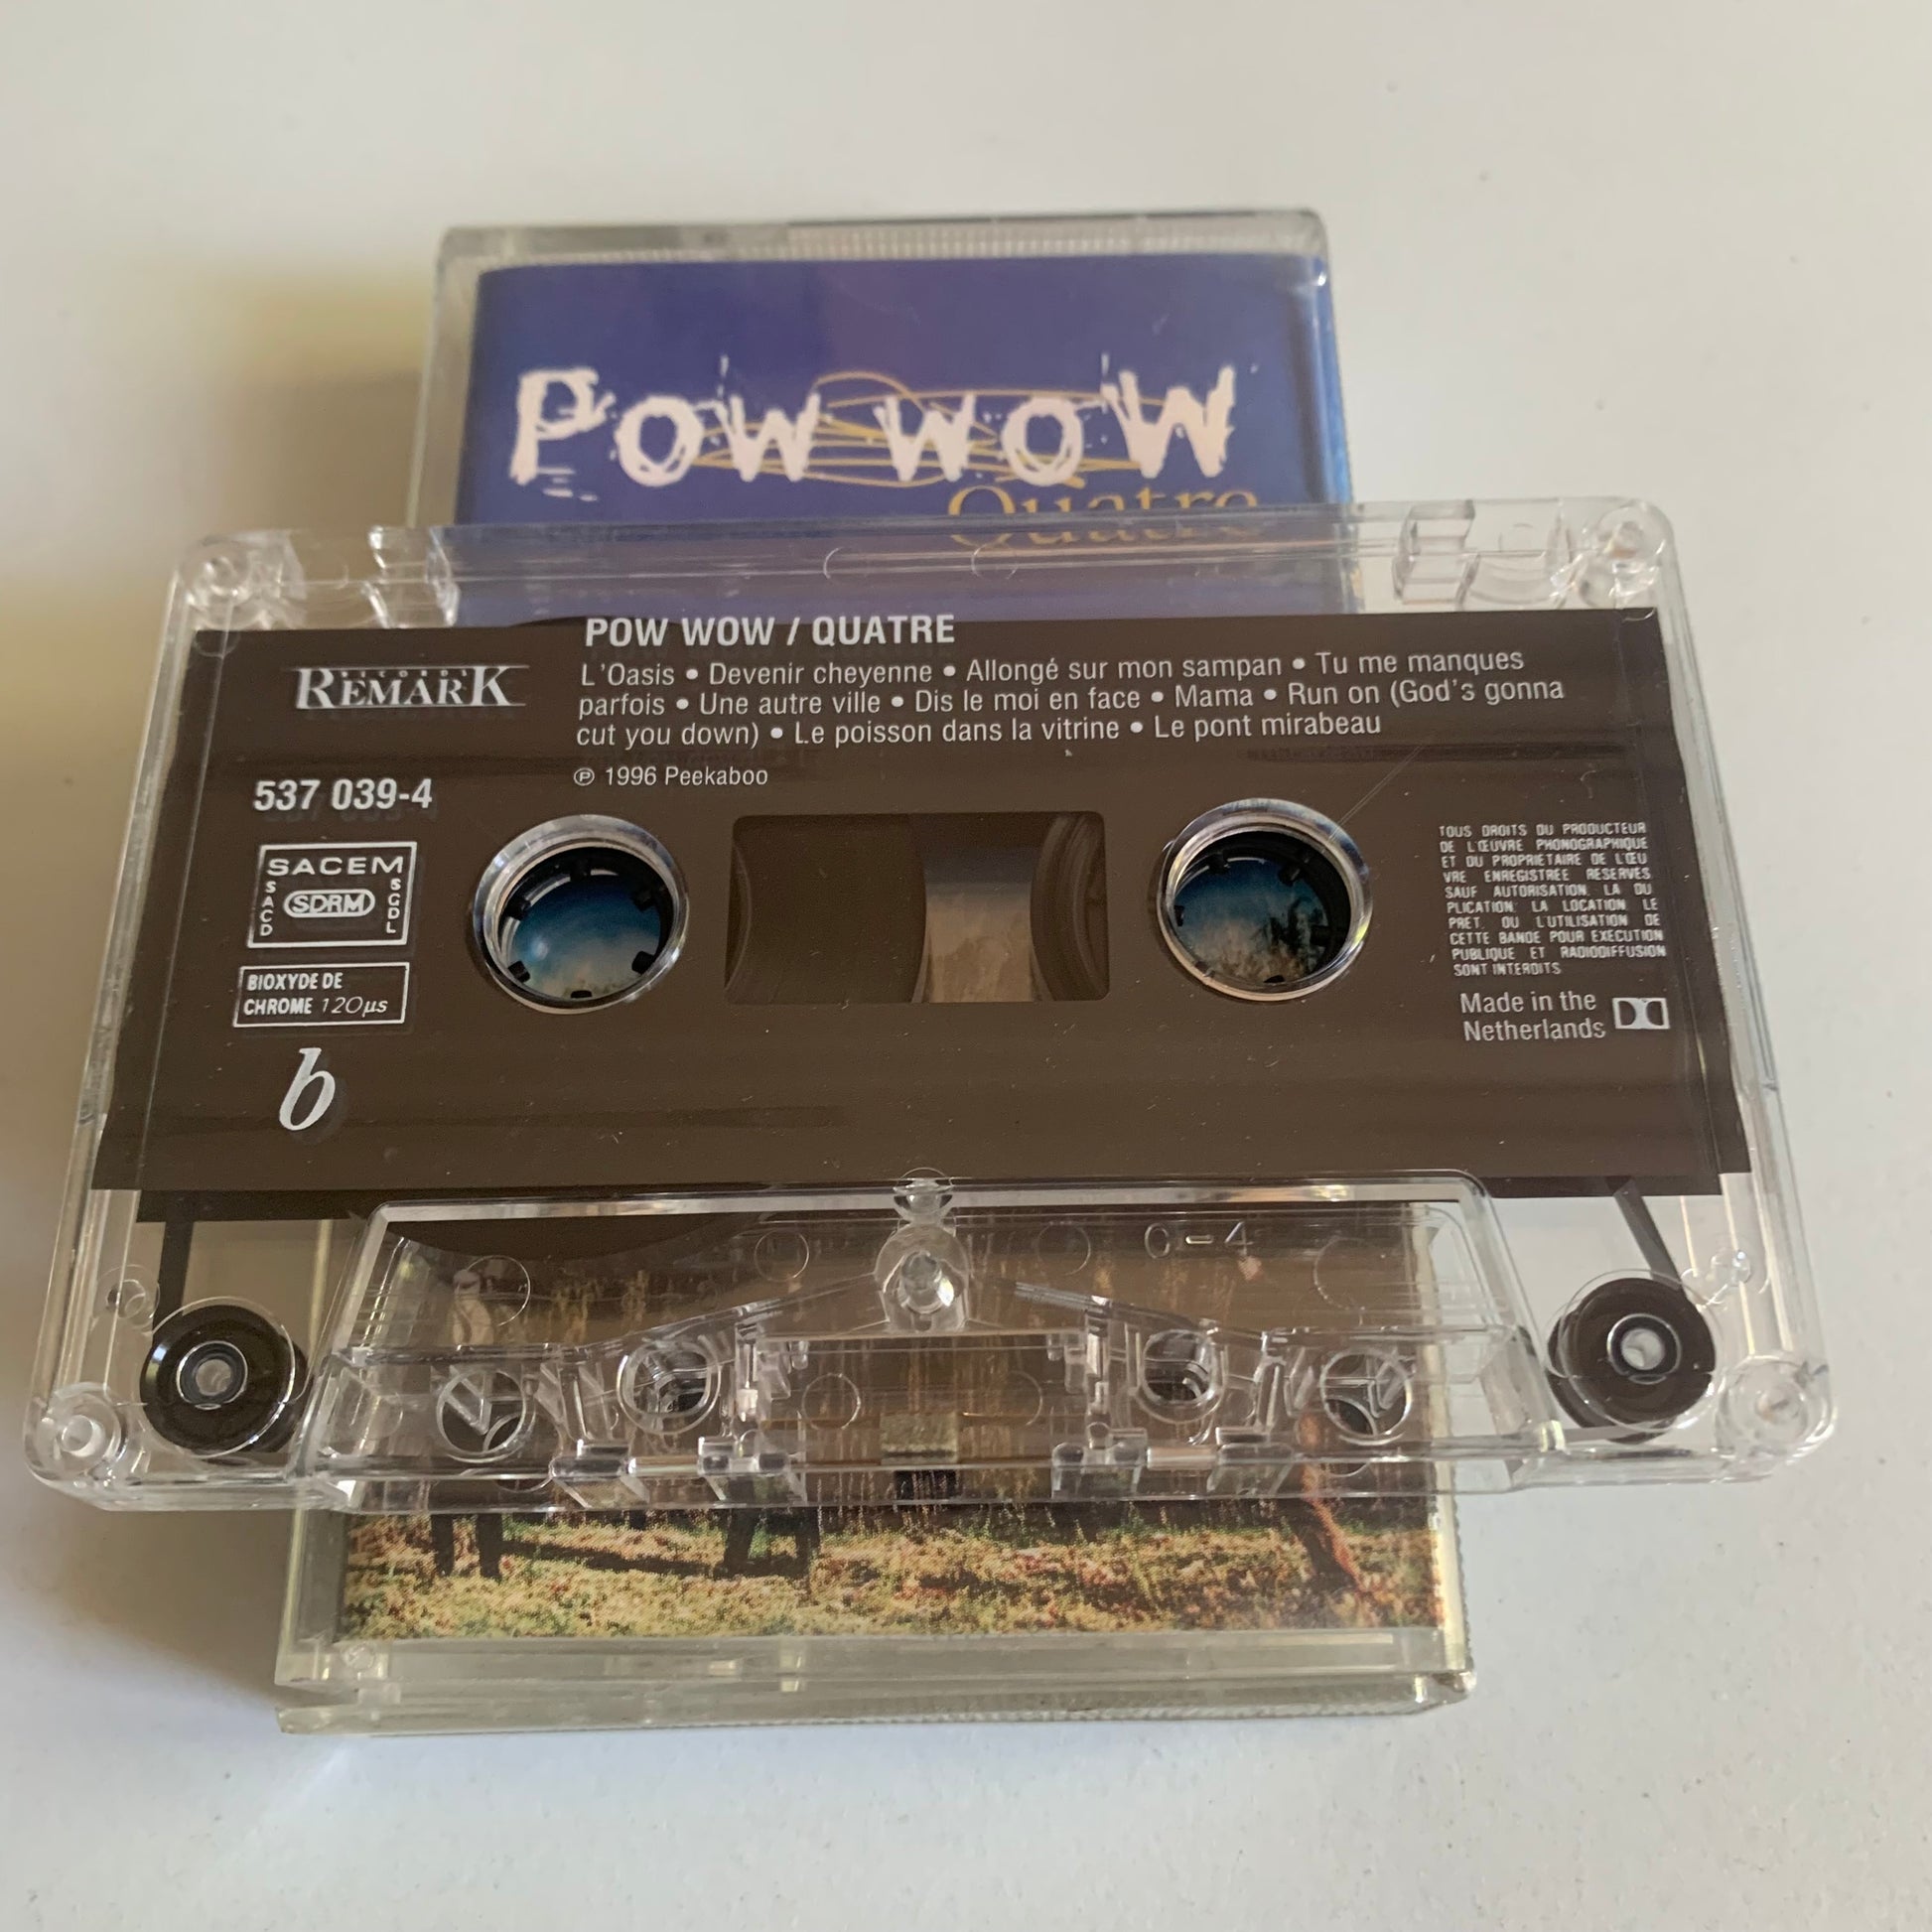 POW WOW
Quatre
POW WOW / QUATRE
L'Oasis • Devenir cheyenne • Allongé sur mon sampan • Tu me manques
parfois • Une autre ville • Dis le moi en face • Mama • Run on (God's gonna
cut you down) • Le poisson dans la vitrine • Le pont mirabeau
℗ 1996 Peekaboo
RECORDS
REMARK
537 039-4
SACEM
SACD
SDRM
SGDL
BIOXYDE DE
CHROME 120µs
b
TOUS DROITS DU PRODUCTEUR
DE L'ŒUVRE PHONOGRAPHIQUE
ET DU PROPRIETAIRE DE L'ŒU
VRE ENREGISTRÉE RESERVES
SAUF AUTORISATION LA DU
PLICATION LA LOCATION LE
PRET OU L'UTILISATION DE
CETTE BANDE POUR EXECUTION
PUBLIQUE ET RADIODIFFUSION
SONT INTERDITS
Made in the
Netherlands